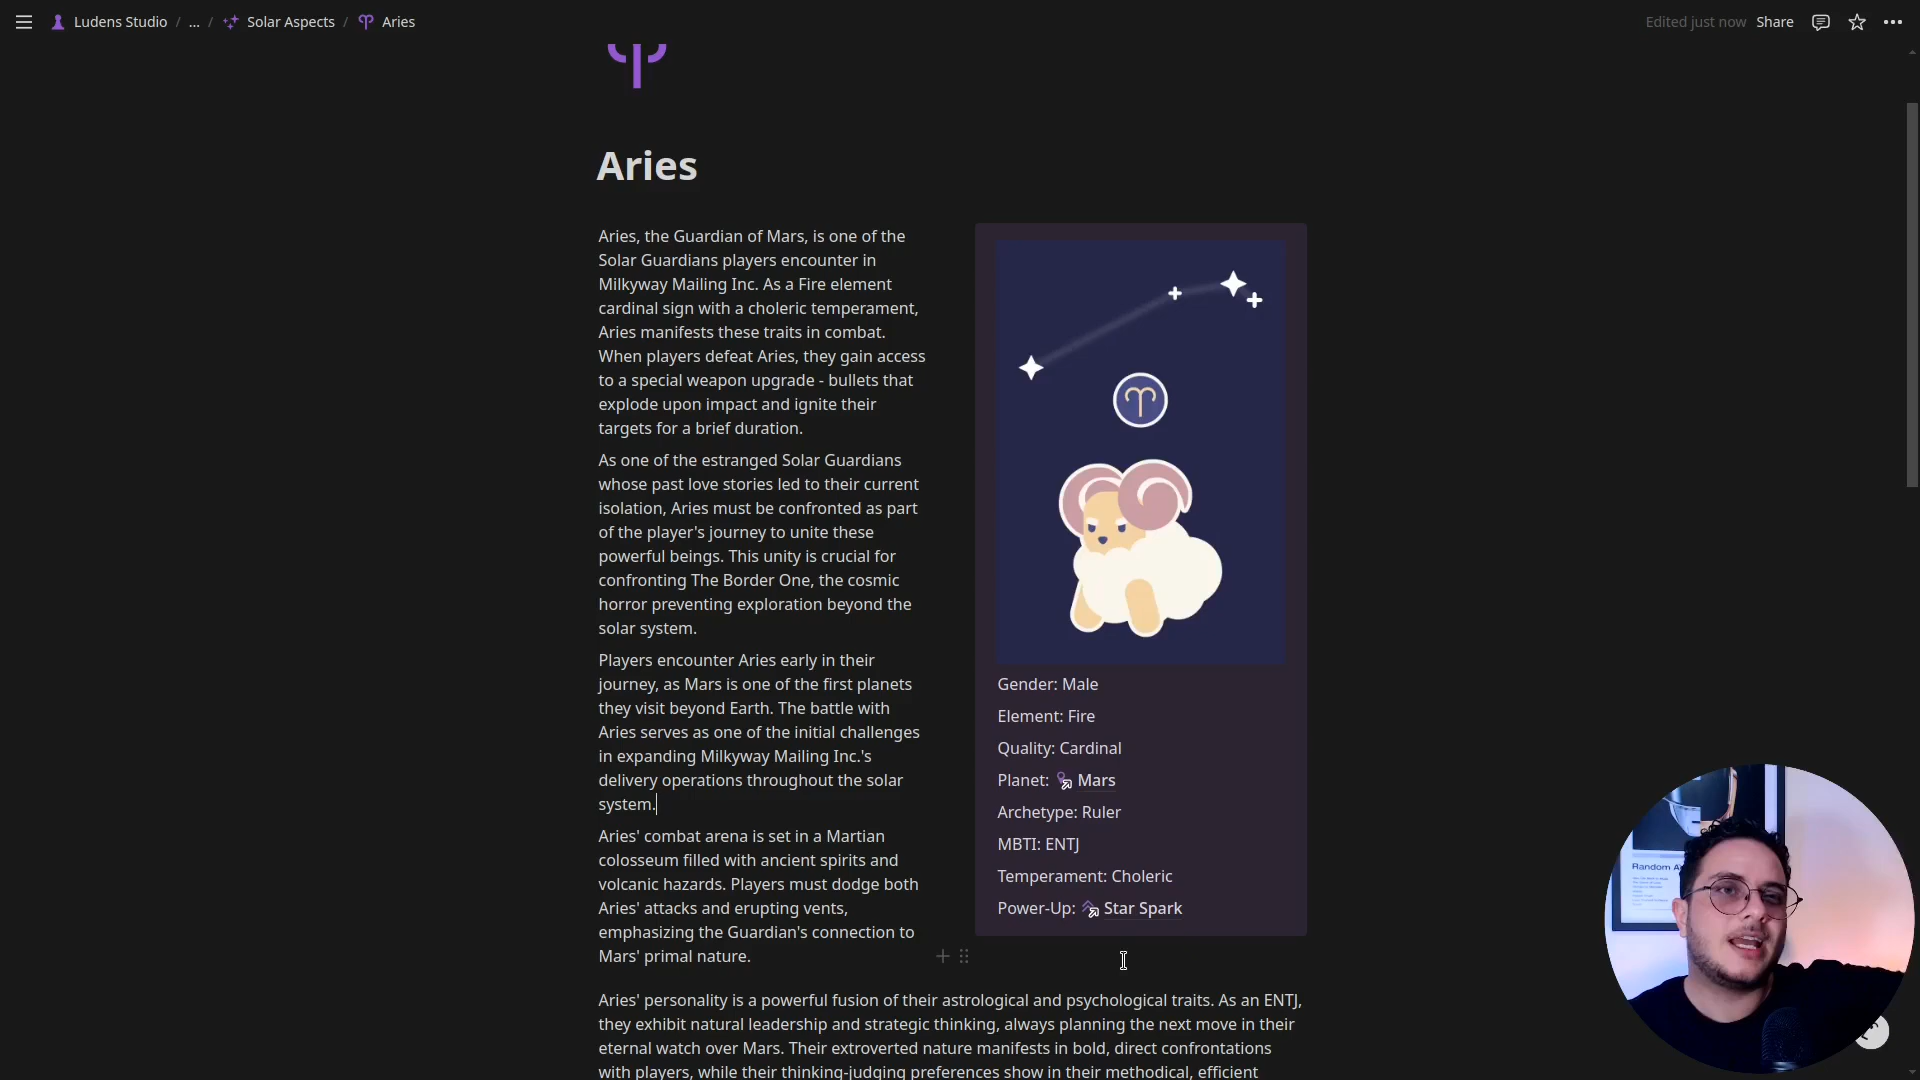 Ludens Studio / ... / Solar Aspects / Aries
Edited just now Share
Aries
Aries, the Guardian of Mars, is one of the
Solar Guardians players encounter in
Milkyway Mailing Inc. As a Fire element
cardinal sign with a choleric temperament,
Aries manifests these traits in combat.
When players defeat Aries, they gain access
to a special weapon upgrade - bullets that
explode upon impact and ignite their
targets for a brief duration.
As one of the estranged Solar Guardians
whose past love stories led to their current
isolation, Aries must be confronted as part
of the player's journey to unite these
powerful beings. This unity is crucial for
confronting The Border One, the cosmic
horror preventing exploration beyond the
solar system.
Players encounter Aries early in their
journey, as Mars is one of the first planets
they visit beyond Earth. The battle with
Aries serves as one of the initial challenges
in expanding Milkyway Mailing Inc.'s
delivery operations throughout the solar
system.
Aries' combat arena is set in a Martian
colosseum filled with ancient spirits and
volcanic hazards. Players must dodge both
Aries' attacks and erupting vents,
emphasizing the Guardian's connection to
Mars' primal nature.
Gender: Male
Element: Fire
Quality: Cardinal
Planet: Mars
Archetype: Ruler
MBTI: ENTJ
Temperament: Choleric
Power-Up: Star Spark
Aries' personality is a powerful fusion of their astrological and psychological traits. As an ENTJ,
they exhibit natural leadership and strategic thinking, always planning the next move in their
eternal watch over Mars. Their extroverted nature manifests in bold, direct confrontations
with players, while their thinking-judging preferences show in their methodical, efficient
Random